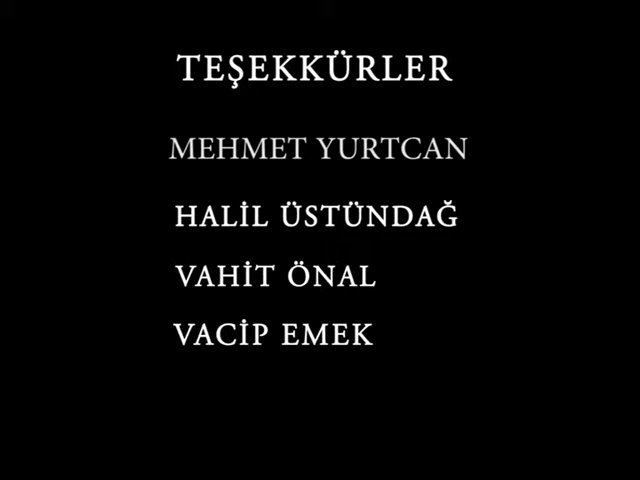 TEŞEKKÜRLER
MEHMET YURTCAN
HALİL ÜSTÜNDAĞ
VAHİT ÖNAL
VACİP EMEK